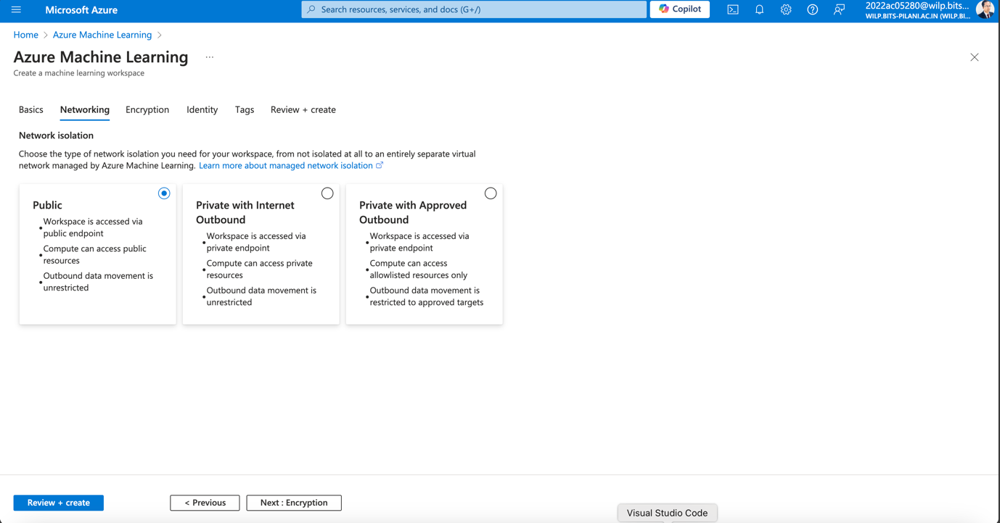 Microsoft Azure
Search resources, services, and docs (G+/)
Copilot
2022ac05280@wilp.bits...
WILP.BITS-PILANI.AC.IN (WILP.BI...
Home > Azure Machine Learning >
Azure Machine Learning ...
Create a machine learning workspace
Basics Networking Encryption Identity Tags Review + create
Network isolation
Choose the type of network isolation you need for your workspace, from not isolated at all to an entirely separate virtual
network managed by Azure Machine Learning. Learn more about managed network isolation
Public
• Workspace is accessed via
public endpoint
• Compute can access public
resources
• Outbound data movement is
unrestricted
Private with Internet
Outbound
• Workspace is accessed via
private endpoint
• Compute can access private
resources
• Outbound data movement is
unrestricted
Private with Approved
Outbound
• Workspace is accessed via
private endpoint
• Compute can access
allowlisted resources only
• Outbound data movement is
restricted to approved targets
Review + create
< Previous
Next : Encryption
Visual Studio Code